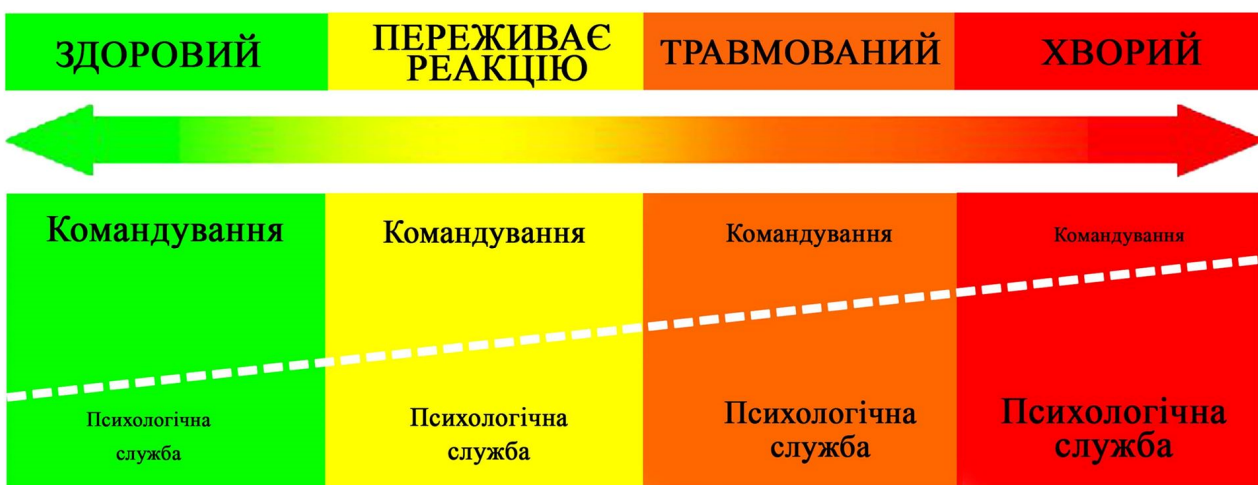 ЗДОРОВИЙ
ПЕРЕЖИВАЄ
РЕАКЦІЮ
ТРАВМОВАНИЙ
ХВОРИЙ
Командування
Командування
Командування
Командування
Психологічна
служба
Психологічна
служба
Психологічна
служба
Психологічна
служба